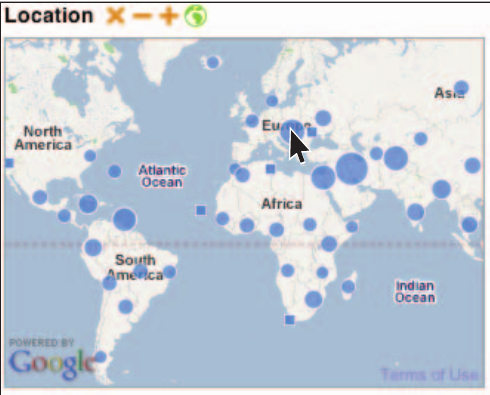 Location
Asia
Europe
North
America
Atlantic
Ocean
Africa
South
America
Indian
Ocean
POWERED BY
Google
Terms of Use